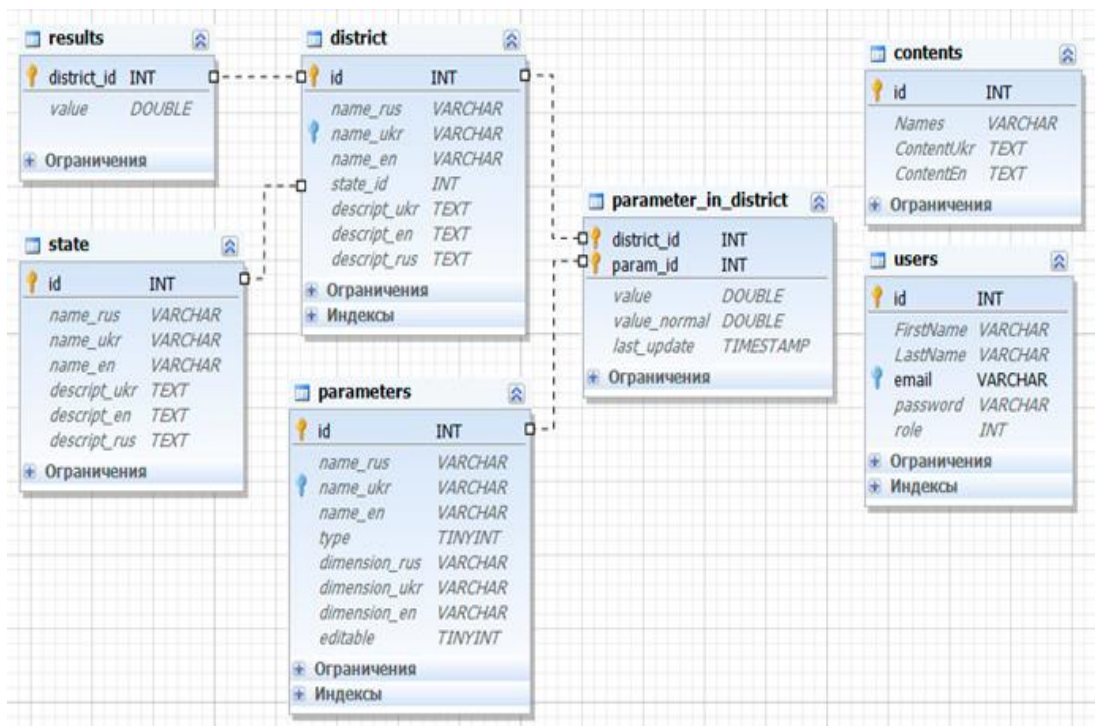 results
district_id INT
value DOUBLE
Ограничения
district
id INT
name_rus VARCHAR
name_ukr VARCHAR
name_en VARCHAR
state_id INT
descript_ukr TEXT
descript_en TEXT
descript_rus TEXT
Ограничения
Индексы
state
id INT
name_rus VARCHAR
name_ukr VARCHAR
name_en VARCHAR
descript_ukr TEXT
descript_en TEXT
descript_rus TEXT
Ограничения
parameters
id INT
name_rus VARCHAR
name_ukr VARCHAR
name_en VARCHAR
type TINYINT
dimension_rus VARCHAR
dimension_ukr VARCHAR
dimension_en VARCHAR
editable TINYINT
Ограничения
Индексы
parameter_in_district
district_id INT
param_id INT
value DOUBLE
value_normal DOUBLE
last_update TIMESTAMP
Ограничения
contents
id INT
Names VARCHAR
ContentUkr TEXT
ContentEn TEXT
Ограничения
users
id INT
FirstName VARCHAR
LastName VARCHAR
email VARCHAR
password VARCHAR
role INT
Ограничения
Индексы